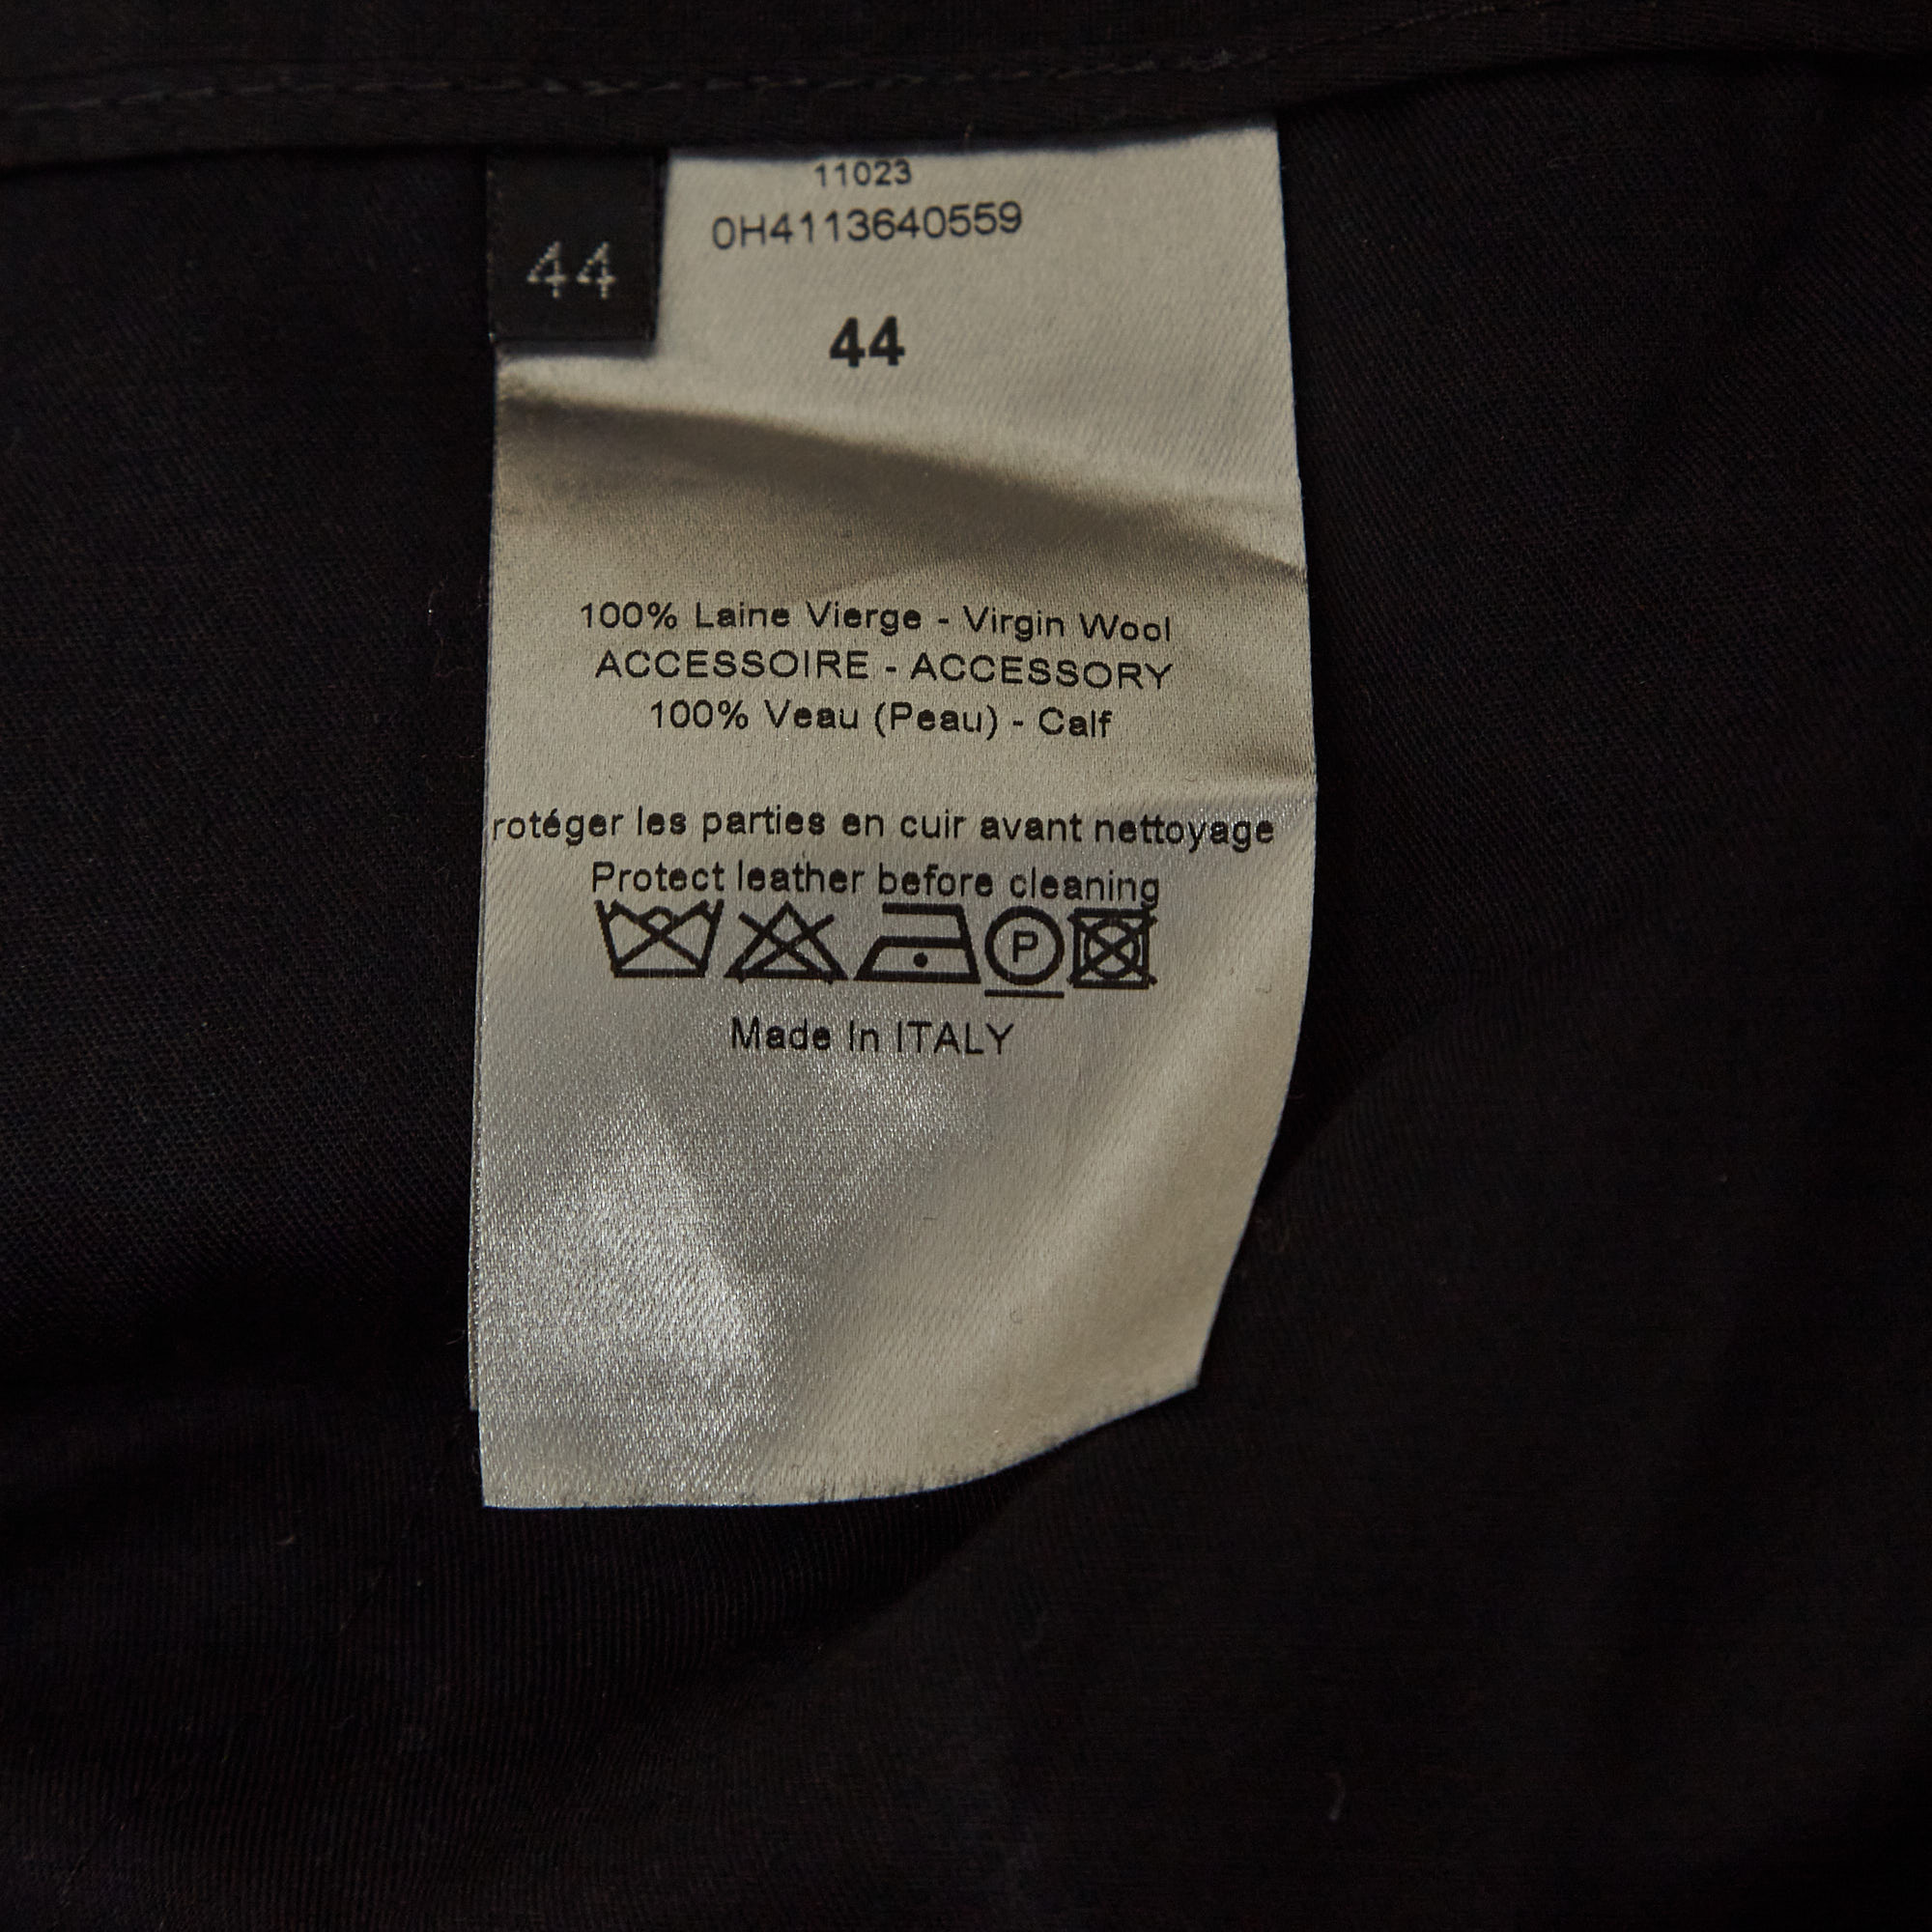 11023
0H4113640559
44
44
100% Laine Vierge - Virgin Wool
ACCESSOIRE - ACCESSORY
100% Veau (Peau) - Calf
rotéger les parties en cuir avant nettoyage
Protect leather before cleaning
P
Made In ITALY